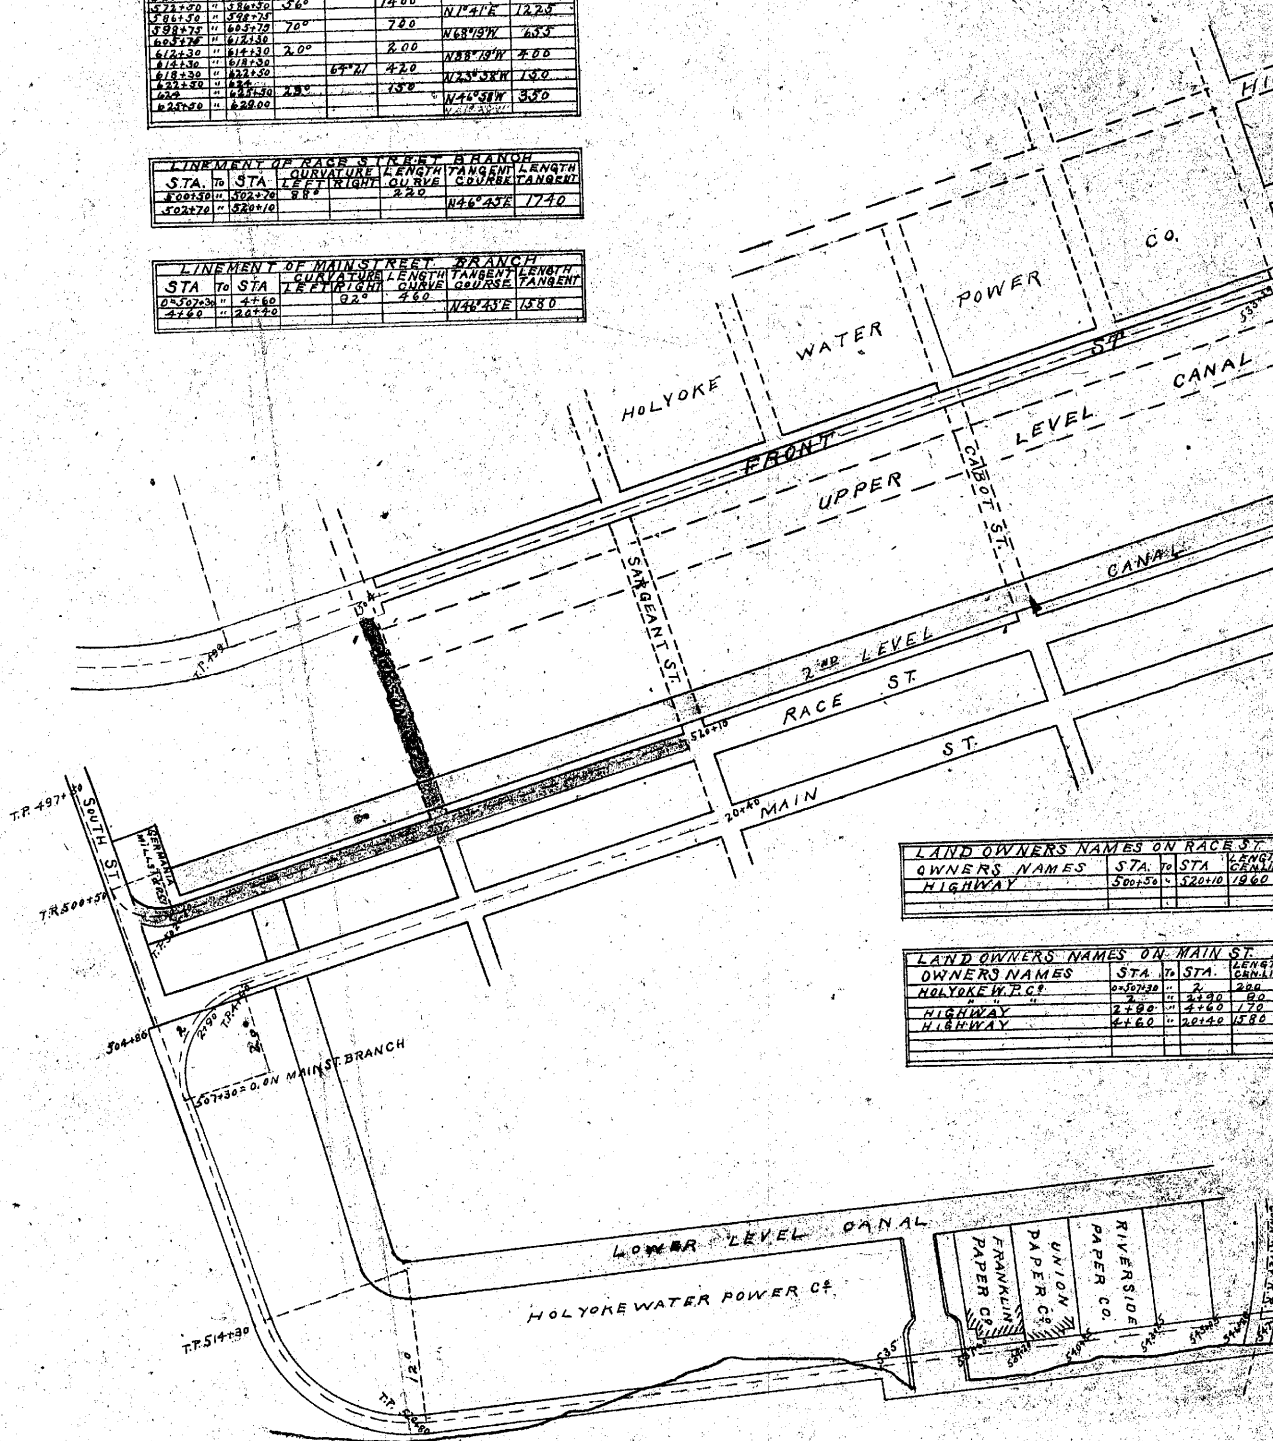 572+50 " 586+50 56° 1400
586+50 " 598+75 N1°41'E 1225
598+75 " 605+75 70° 700
605+75 " 612+30 N68°19'W 655
612+30 " 614+30 20° 200
614+30 " 618+30 N88°19'W 400
618+30 " 622+50 64°21 420
622+50 " 624 N23°58'W 150
624 " 625+50 23° 150
625+50 " 629.00 N46°58'W 350
LINEMENT OF RACE STREET BRANCH
STA. To STA CURVATURE LEFT RIGHT LENGTH CURVE TANGENT COURSE LENGTH TANGENT
500+50 " 502+70 88° 220
502+70 " 520+10 N46°45'E 1740
LINEMENT OF MAIN STREET. BRANCH
STA To STA CURVATURE LEFT RIGHT LENGTH CURVE TANGENT COURSE LENGTH TANGENT
0=507+30 " 4+60 92° 460
4+60 " 20+40 N46°45'E 1580
HOLYOKE WATER POWER CO.
FRONT ST
UPPER LEVEL CANAL
CABOT ST.
SARGEANT ST.
2ND LEVEL CANAL
RACE ST.
MAIN ST.
520+10
20+40
504
T.P. 499
T.P. 497+30
SOUTH ST
GERMANIA MILLS
T.P. 500+50
504+86
2
2+90
507+30=0. ON MAIN ST. BRANCH
LAND OWNERS NAMES ON RACE ST.
OWNERS NAMES STA. To STA
HIGHWAY 500+50 " 520+10 1960
LAND OWNERS NAMES ON MAIN ST.
OWNERS NAMES STA To STA.
HOLYOKE W.P. Co. 0=507+30 " 2 200
" " " 2 " 2+90 90
HIGHWAY 2+90 " 4+60 170
HIGHWAY 4+60 " 20+40 1580
LOWER LEVEL CANAL
HOLYOKE WATER POWER Co.
FRANKLIN PAPER Co.
UNION PAPER Co
RIVERSIDE PAPER CO.
T.P. 514+30
T.P.
535